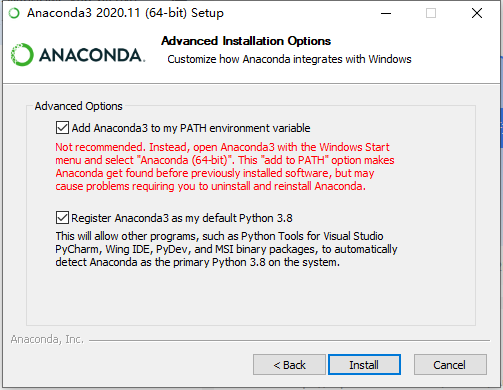 Anaconda3 2020.11 (64-bit) Setup
ANACONDA.
Advanced Installation Options
Customize how Anaconda integrates with Windows
Advanced Options
Add Anaconda3 to my PATH environment variable
Not recommended. Instead, open Anaconda3 with the Windows Start
menu and select "Anaconda (64-bit)". This "add to PATH" option makes
Anaconda get found before previously installed software, but may
cause problems requiring you to uninstall and reinstall Anaconda.
Register Anaconda3 as my default Python 3.8
This will allow other programs, such as Python Tools for Visual Studio
PyCharm, Wing IDE, PyDev, and MSI binary packages, to automatically
detect Anaconda as the primary Python 3.8 on the system.
Anaconda, Inc.
< Back
Install
Cancel